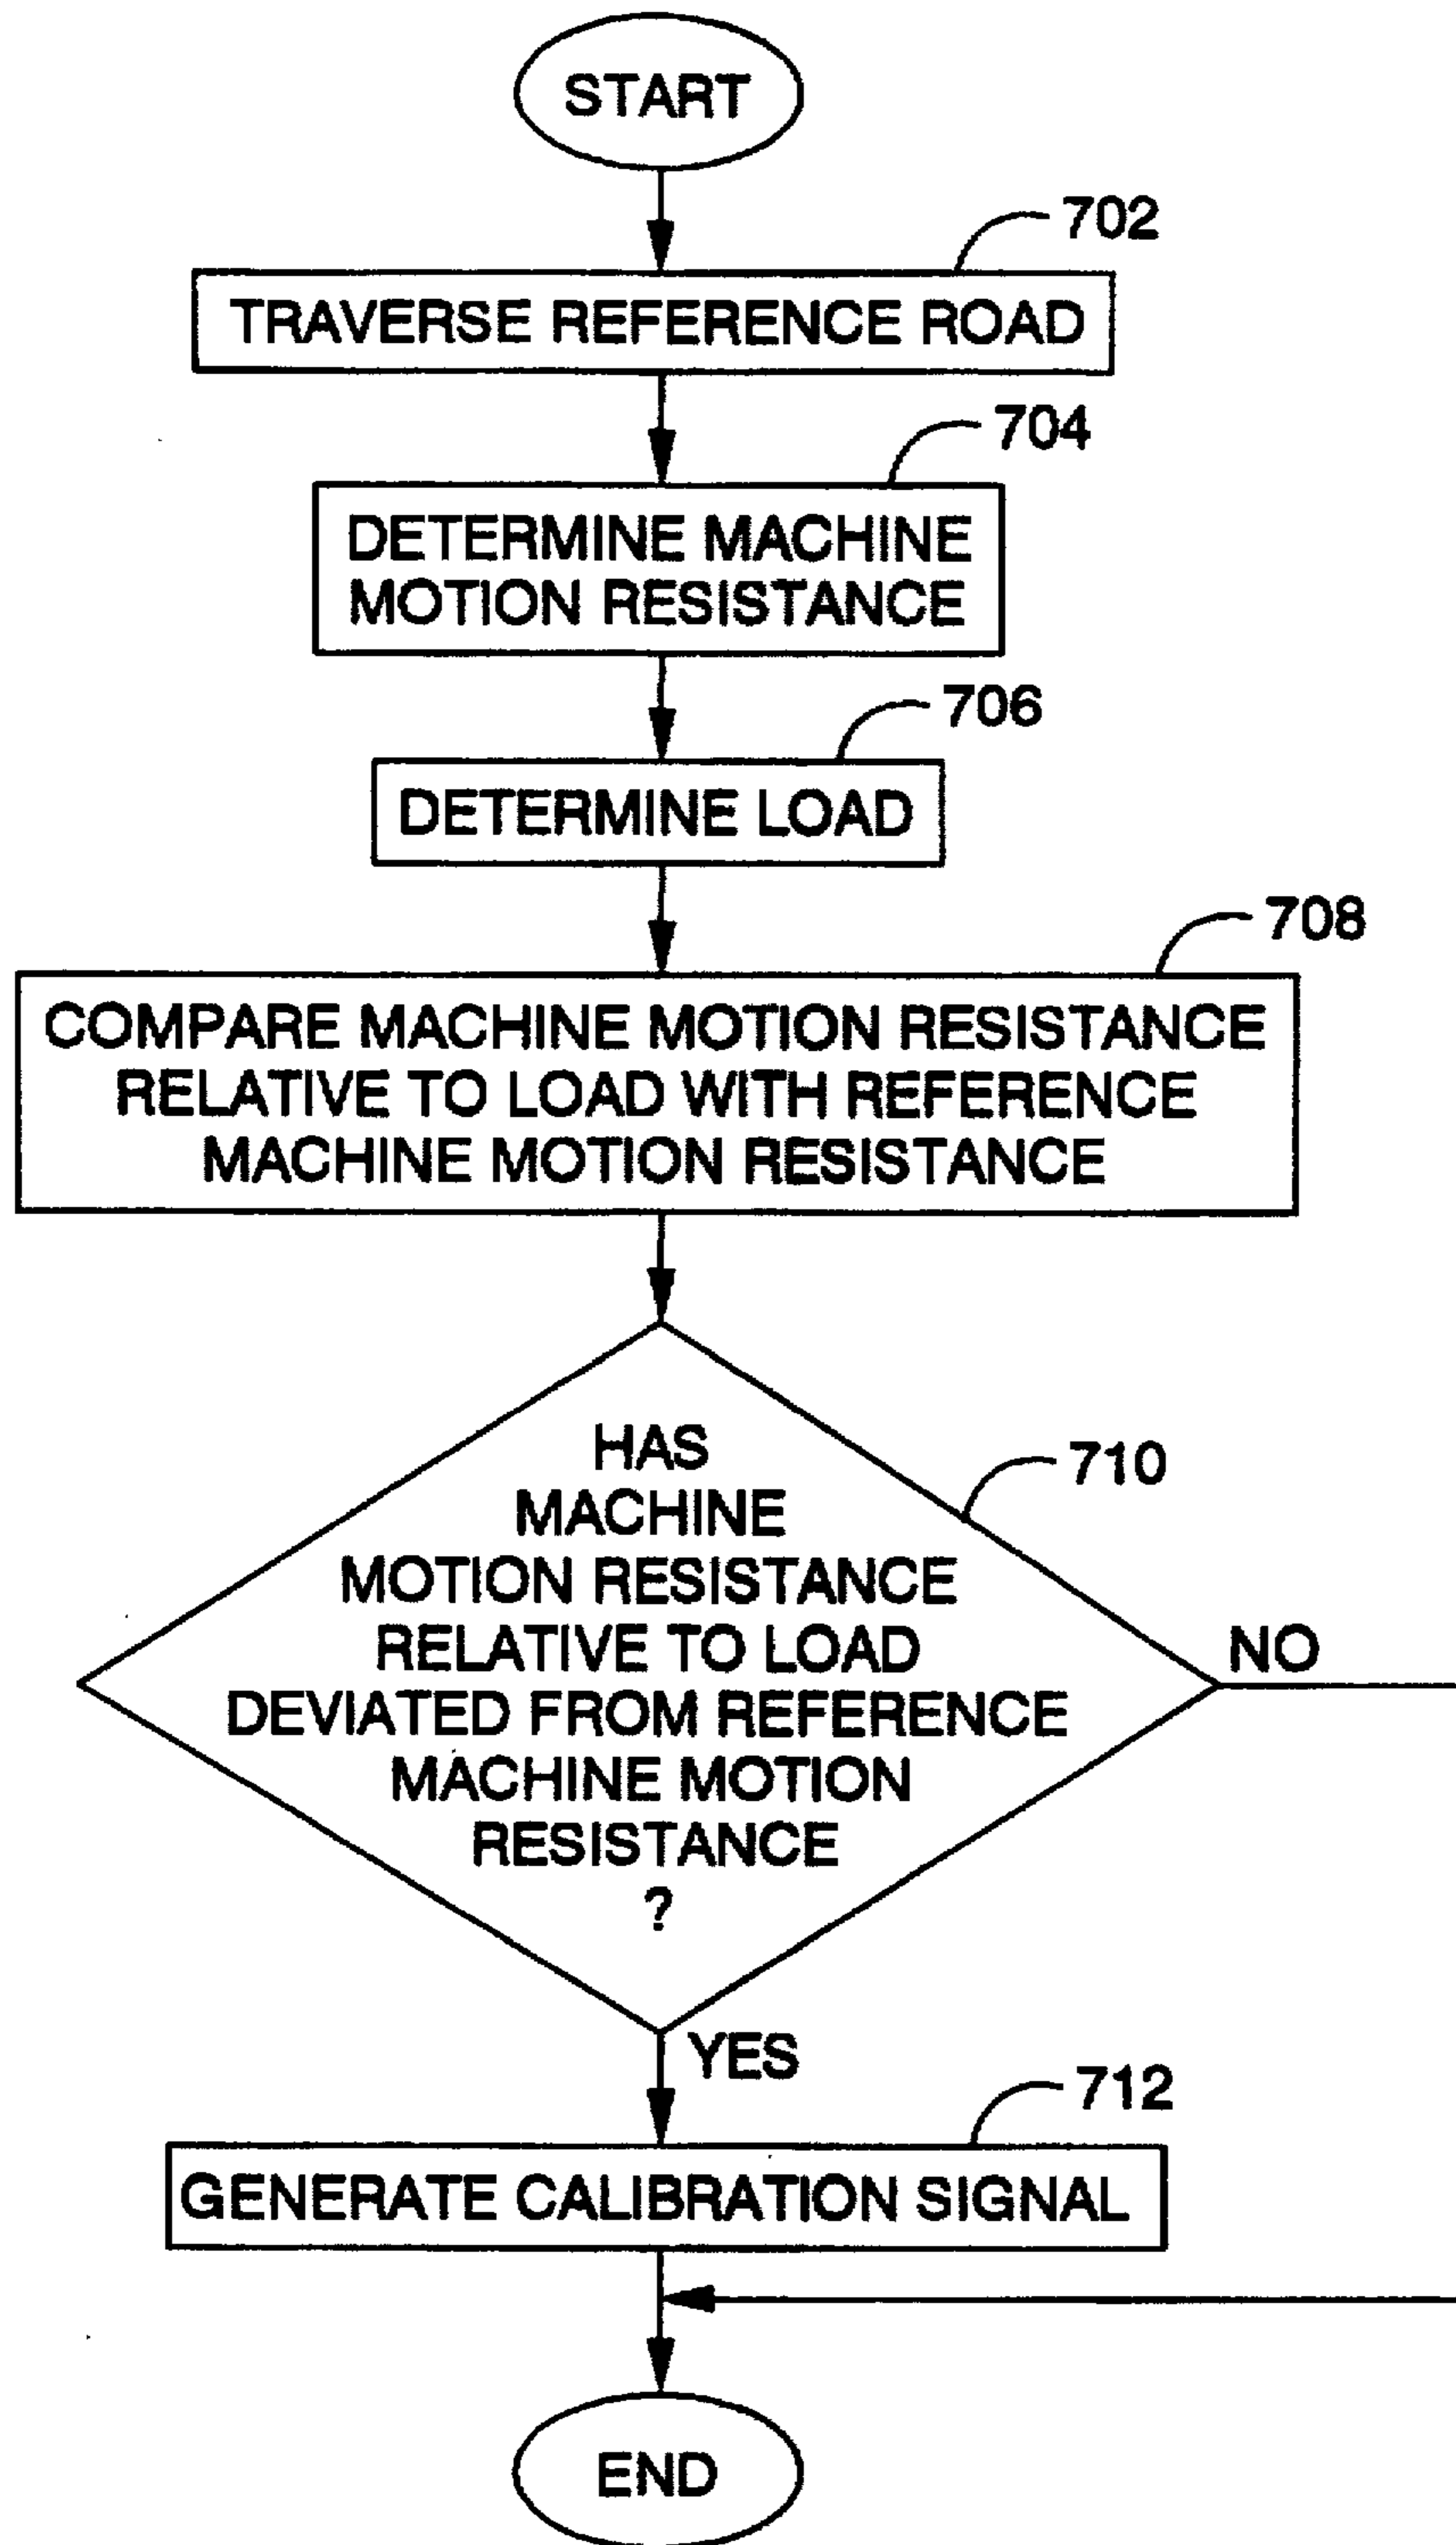 START
702
TRAVERSE REFERENCE ROAD
704
DETERMINE MACHINE
MOTION RESISTANCE
706
DETERMINE LOAD
708
COMPARE MACHINE MOTION RESISTANCE
RELATIVE TO LOAD WITH REFERENCE
MACHINE MOTION RESISTANCE
HAS
MACHINE
MOTION RESISTANCE
RELATIVE TO LOAD
DEVIATED FROM REFERENCE
MACHINE MOTION
RESISTANCE
?
710
NO
YES
712
GENERATE CALIBRATION SIGNAL
END